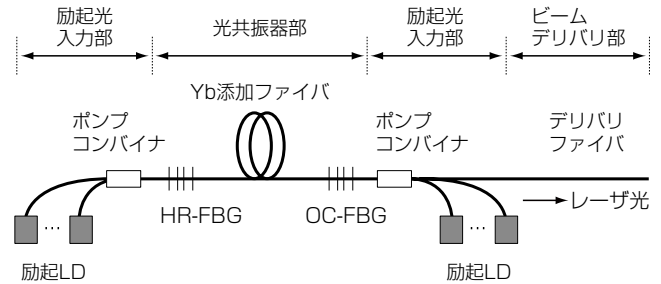 励起光
入力部
光共振器部
励起光
入力部
ビーム
デリバリ部
Yb添加ファイバ
ポンプ
コンバイナ
ポンプ
コンバイナ
デリバリ
ファイバ
HR-FBG
OC-FBG
レーザ光
…
…
励起LD
励起LD